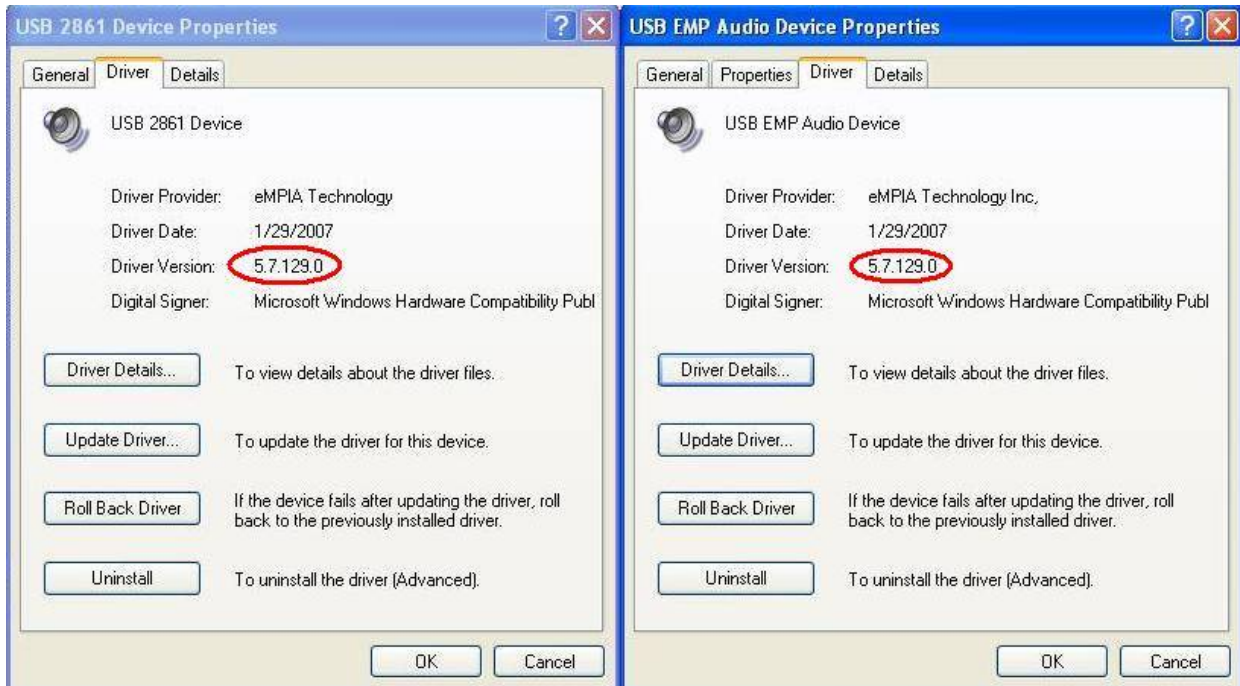 USB 2861 Device Properties
General Driver Details
USB 2861 Device
Driver Provider: eMPIA Technology
Driver Date: 1/29/2007
Driver Version: 5.7.129.0
Digital Signer: Microsoft Windows Hardware Compatibility Publ
Driver Details... To view details about the driver files.
Update Driver... To update the driver for this device.
Roll Back Driver If the device fails after updating the driver, roll
back to the previously installed driver.
Uninstall To uninstall the driver (Advanced).
OK Cancel
USB EMP Audio Device Properties
General Properties Driver Details
USB EMP Audio Device
Driver Provider: eMPIA Technology Inc,
Driver Date: 1/29/2007
Driver Version: 5.7.129.0
Digital Signer: Microsoft Windows Hardware Compatibility Publ
Driver Details... To view details about the driver files.
Update Driver... To update the driver for this device.
Roll Back Driver If the device fails after updating the driver, roll
back to the previously installed driver.
Uninstall To uninstall the driver (Advanced).
OK Cancel